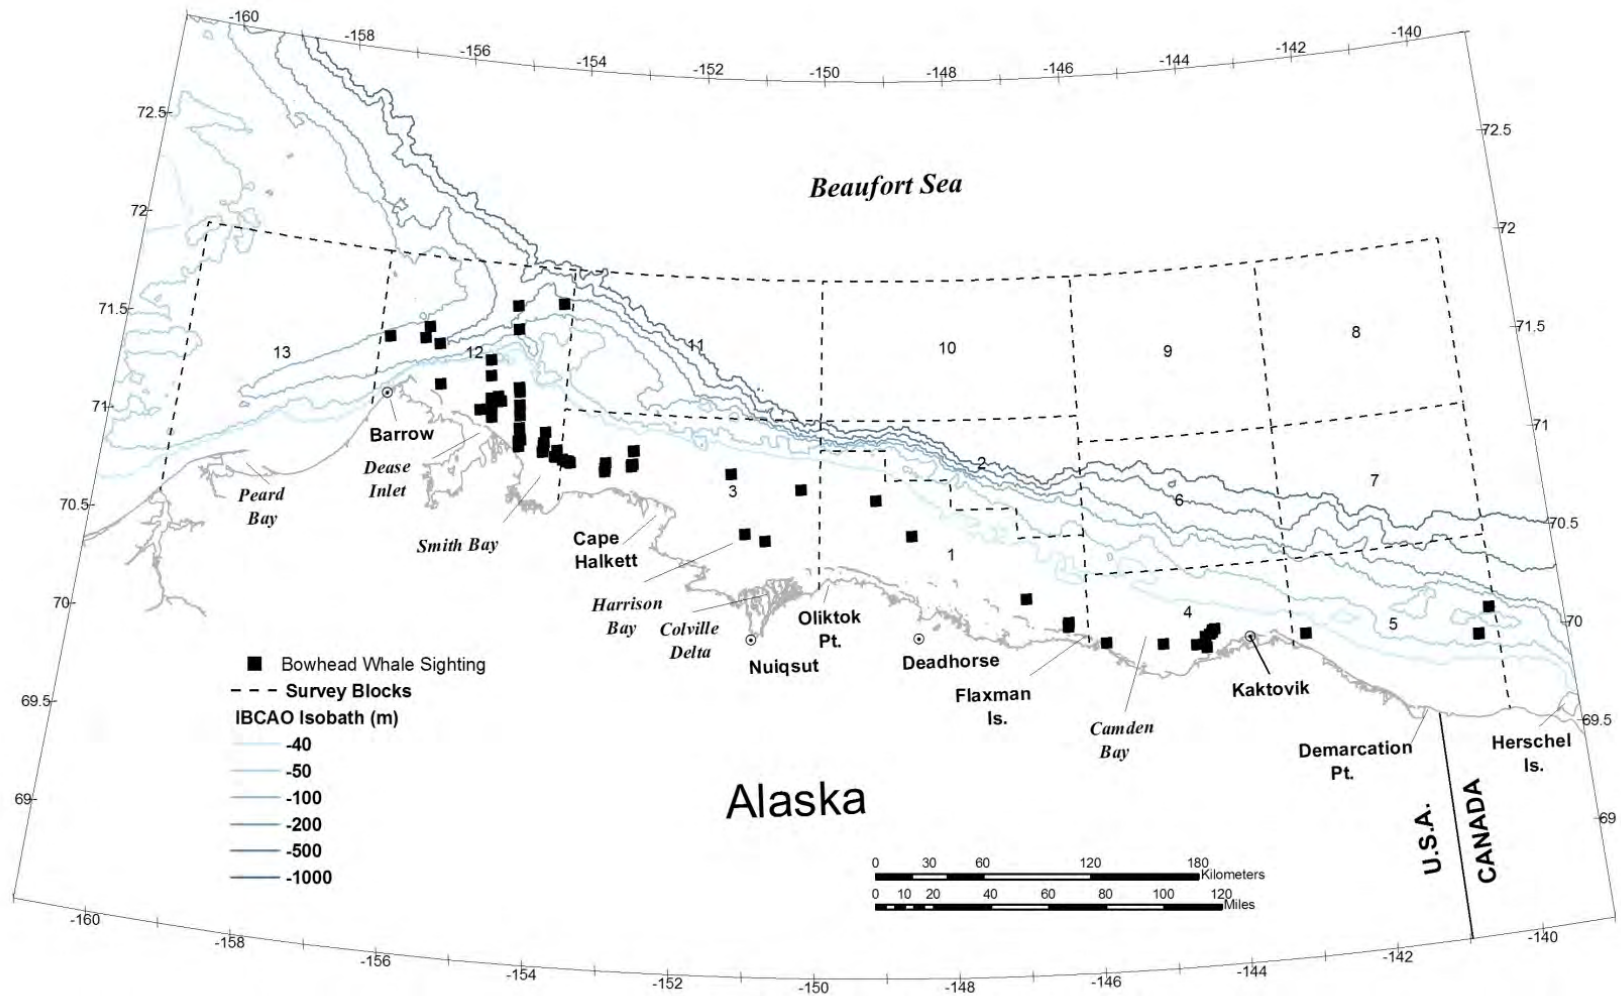 -160
-158
-156
-154
-152
-150
-148
-146
-144
-142
-140
72.5
72.5
72
72
71.5
71.5
71
71
70.5
70.5
70
70
69.5
69.5
69
69
Beaufort Sea
13
12
11
10
9
8
7
6
2
3
1
4
5
Barrow
Dease
Inlet
Peard
Bay
Smith Bay
Cape
Halkett
Harrison
Bay
Colville
Delta
Nuiqsut
Oliktok
Pt.
Deadhorse
Flaxman
Is.
Camden
Bay
Kaktovik
Demarcation
Pt.
Herschel
Is.
Alaska
U.S.A.
CANADA
Bowhead Whale Sighting
Survey Blocks
IBCAO Isobath (m)
-40
-50
-100
-200
-500
-1000
0 30 60 120 180
Kilometers
0 10 20 40 60 80 100 120
Miles
-160
-158
-156
-154
-152
-150
-148
-146
-144
-142
-140